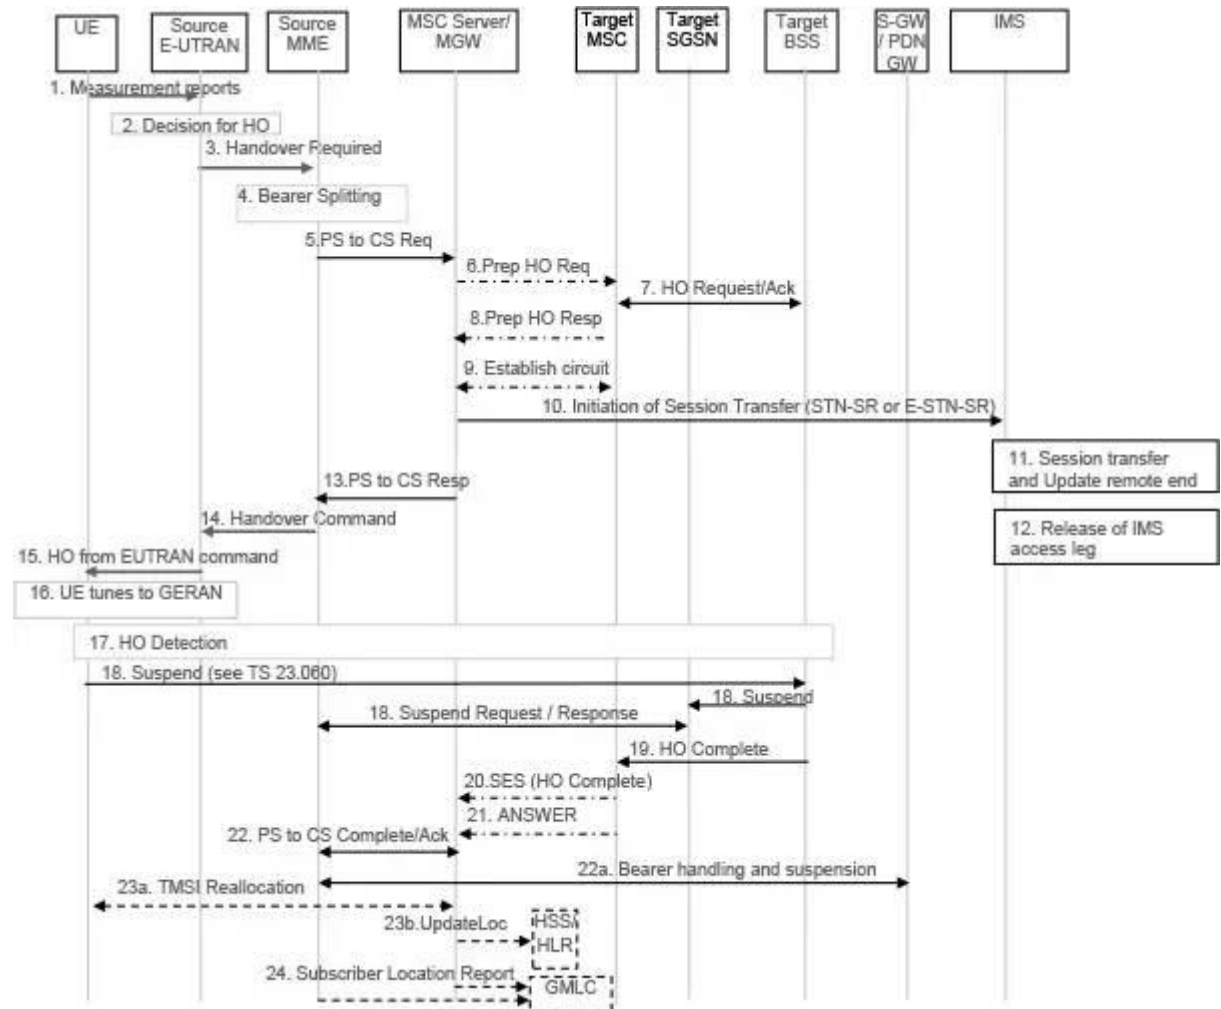 UE
Source
E-UTRAN
Source
MME
MSC Server/
MGW
Target
MSC
Target
SGSN
Target
BSS
S-GW
/ PDN
GW
IMS
1. Measurement reports
2. Decision for HO
3. Handover Required
4. Bearer Splitting
5.PS to CS Req
6.Prep HO Req
7. HO Request/Ack
8.Prep HO Resp
9. Establish circuit
10. Initiation of Session Transfer (STN-SR or E-STN-SR)
11. Session transfer
and Update remote end
13.PS to CS Resp
12. Release of IMS
access leg
14. Handover Command
15. HO from EUTRAN command
16. UE tunes to GERAN
17. HO Detection
18. Suspend (see TS 23.060)
18. Suspend
18. Suspend Request / Response
19. HO Complete
20.SES (HO Complete)
21. ANSWER
22. PS to CS Complete/Ack
22a. Bearer handling and suspension
23a. TMSI Reallocation
23b.UpdateLoc
HSS/
HLR
24. Subscriber Location Report
GMLC